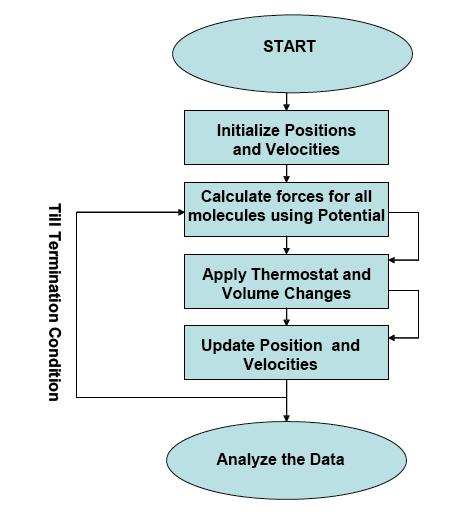 START
Initialize Positions
and Velocities
Calculate forces for all
molecules using Potential
Apply Thermostat and
Volume Changes
Update Position and
Velocities
Till Termination Condition
Analyze the Data